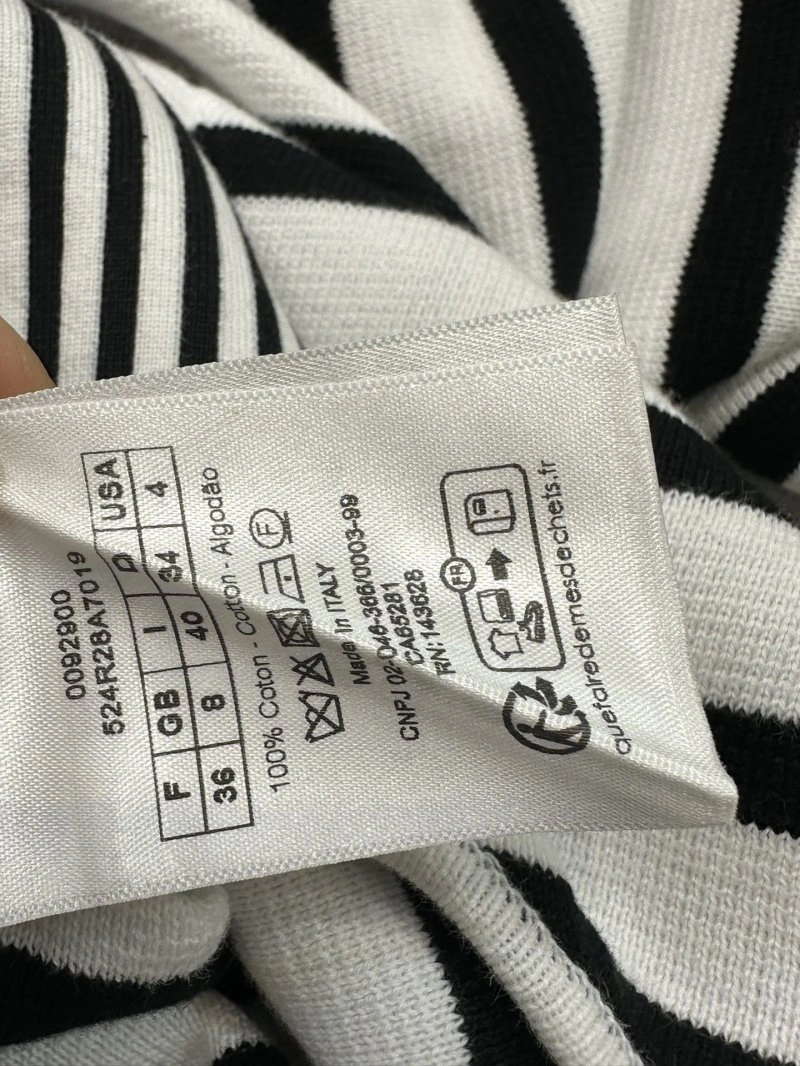 0092900
524R28A7019
F GB I D USA
36 8 40 34 4
100% Coton - Cotton - Algodão
F
Made In ITALY
CNPJ 02-046-366/0003-99
CA65281
RN:143628
FR
quefairedemesdechets.fr